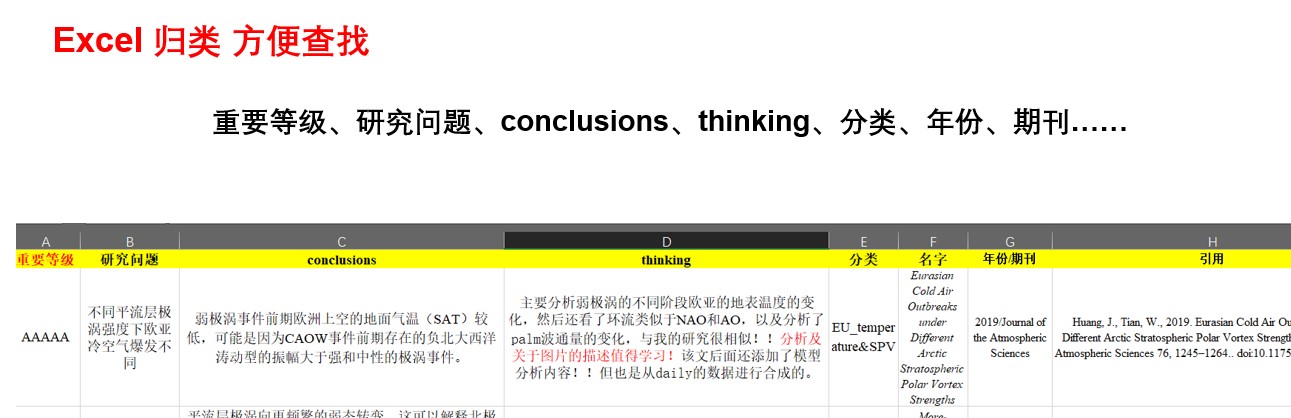 Excel 归类 方便查找
重要等级、研究问题、conclusions、thinking、分类、年份、期刊……
A B C D E F G H
重要等级 研究问题 conclusions thinking 分类 名字 年份/期刊 引用
AAAAA
不同平流层极
涡强度下欧亚
冷空气爆发不
同
弱极涡事件前期欧洲上空的地面气温（SAT）较
低，可能是因为CAOW事件前期存在的负北大西洋
涛动型的振幅大于强和中性的极涡事件。
主要分析弱极涡的不同阶段欧亚的地表温度的变
化，然后还看了环流类似于NAO和AO，以及分析了
palm波通量的变化，与我的研究很相似！！分析及
关于图片的描述值得学习！该文后面还添加了模型
分析内容！！但也是从daily的数据进行合成的。
EU_temper
ature&SPV
Eurasian
Cold Air
Outbreaks
under
Different
Arctic
Stratospheric
Polar Vortex
Strengths
2019/Journal of
the Atmospheric
Sciences
Huang, J., Tian, W., 2019. Eurasian Cold Air Ou
Different Arctic Stratospheric Polar Vortex Strength
Atmospheric Sciences 76, 1245–1264.. doi:10.1175
平流层极涡向更频繁的弱态转变，这可以解释北极
More-